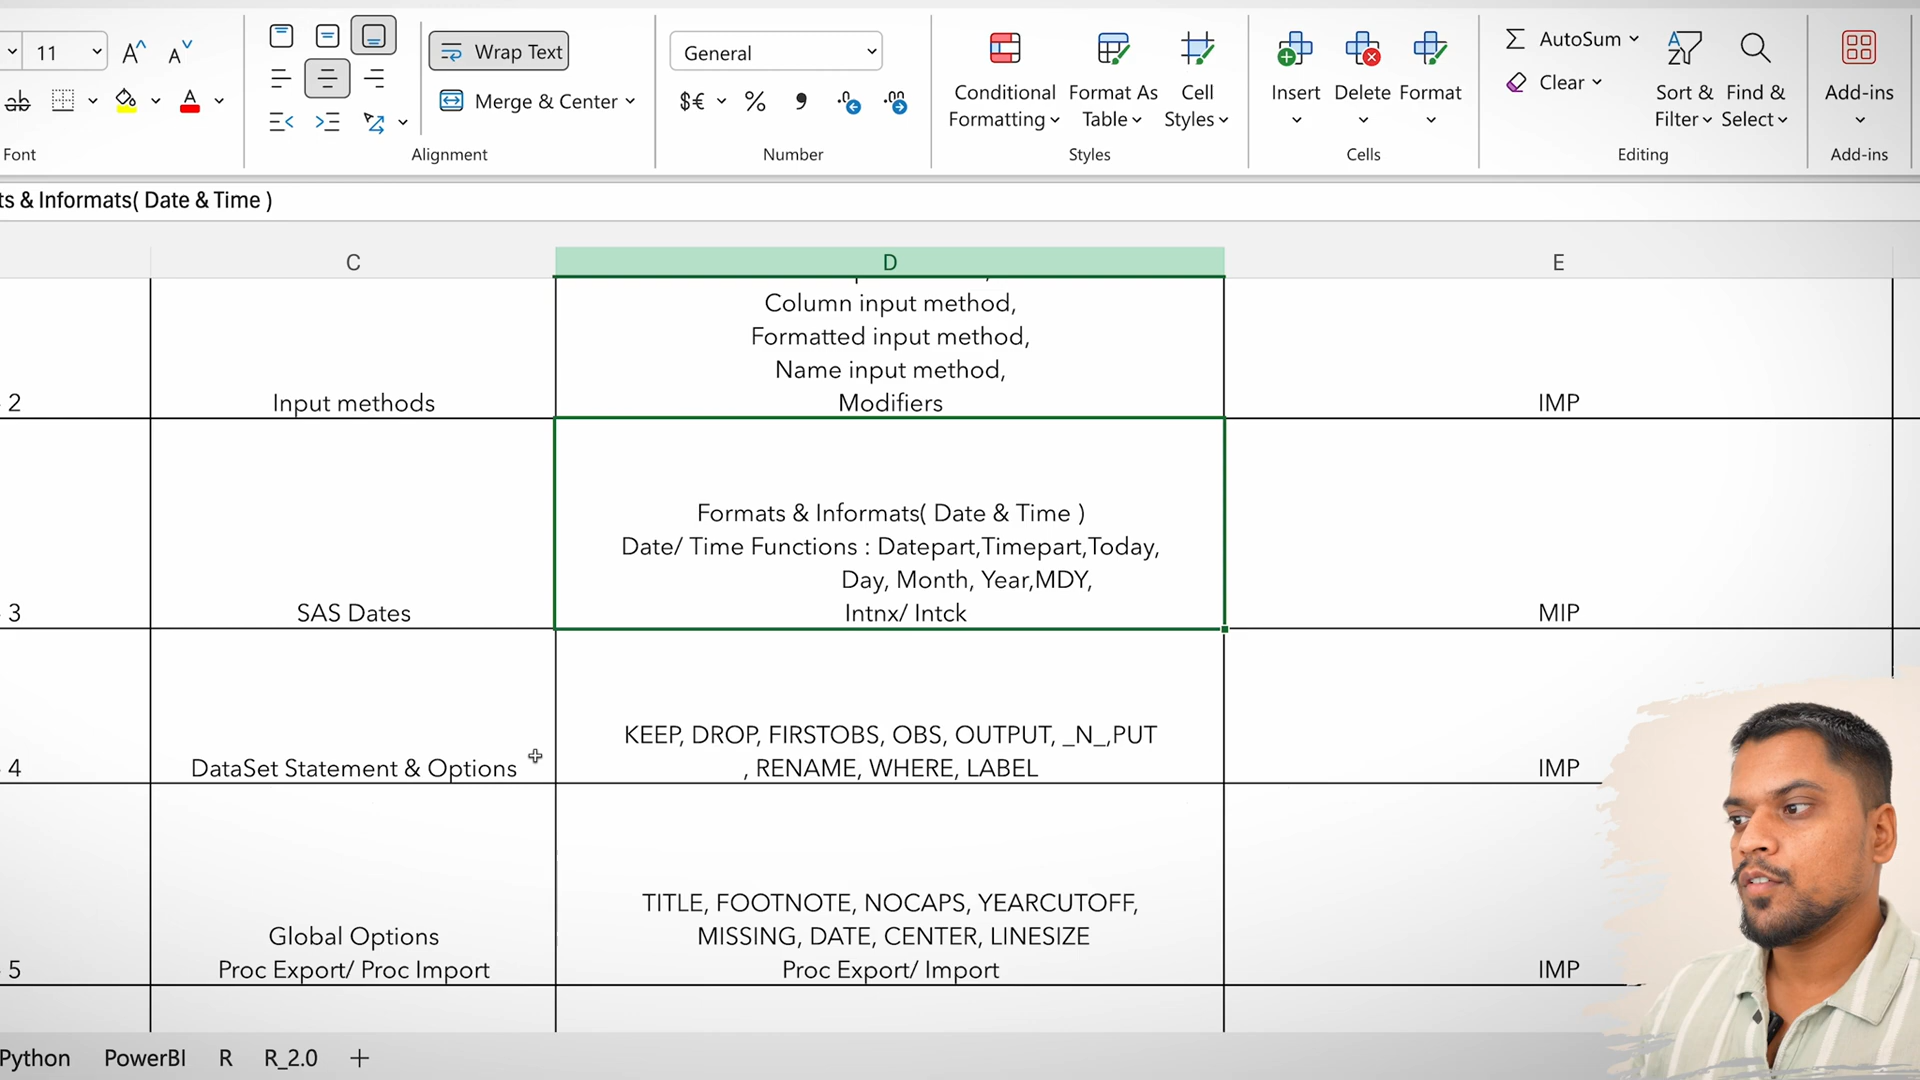 11
A^
A˅
Wrap Text
General
AutoSum
ab
A
Merge & Center
$€
%
Conditional Formatting
Format As Table
Cell Styles
Insert
Delete
Format
Clear
Sort & Filter
Find & Select
Add-ins
Font
Alignment
Number
Styles
Cells
Editing
Add-ins
ts & Informats( Date & Time )
C
D
E
Column input method,
Formatted input method,
Name input method,
- 2
Input methods
Modifiers
IMP
Formats & Informats( Date & Time )
Date/ Time Functions : Datepart,Timepart,Today,
Day, Month, Year,MDY,
- 3
SAS Dates
Intnx/ Intck
MIP
KEEP, DROP, FIRSTOBS, OBS, OUTPUT, _N_,PUT
- 4
DataSet Statement & Options
, RENAME, WHERE, LABEL
IMP
TITLE, FOOTNOTE, NOCAPS, YEARCUTOFF,
Global Options
MISSING, DATE, CENTER, LINESIZE
- 5
Proc Export/ Proc Import
Proc Export/ Import
IMP
Python
PowerBI
R
R_2.0